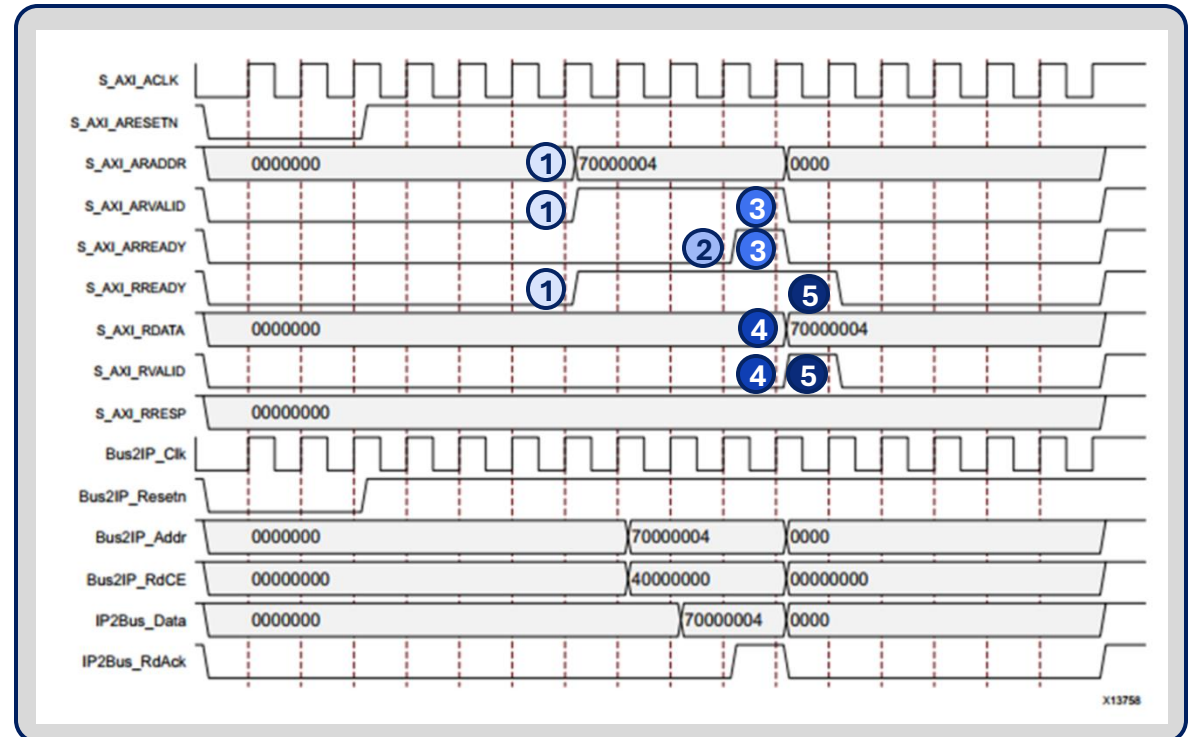 S_AXI_ACLK
S_AXI_ARESETN
S_AXI_ARADDR 0000000 1 70000004 0000
S_AXI_ARVALID 1 3
S_AXI_ARREADY 2 3
S_AXI_RREADY 1 5
S_AXI_RDATA 0000000 4 70000004
S_AXI_RVALID 4 5
S_AXI_RRESP 00000000
Bus2IP_Clk
Bus2IP_Resetn
Bus2IP_Addr 0000000 70000004 0000
Bus2IP_RdCE 00000000 40000000 00000000
IP2Bus_Data 0000000 70000004 0000
IP2Bus_RdAck
X13758